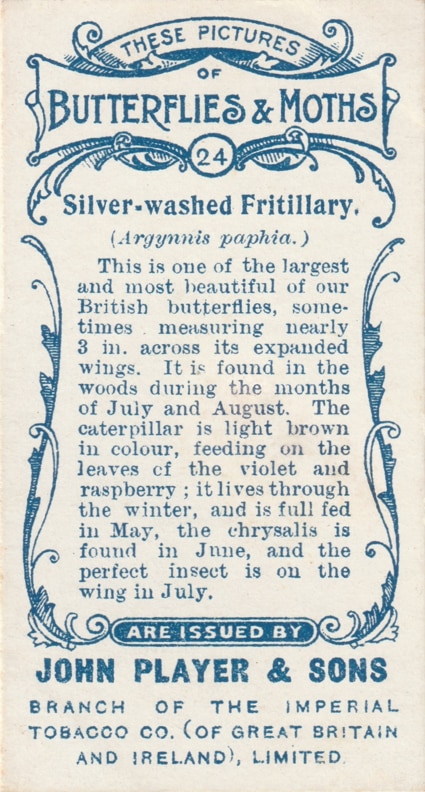 THESE PICTURES
OF
BUTTERFLIES & MOTHS
24
Silver-washed Fritillary.
(Argynnis paphia.)
This is one of the largest
and most beautiful of our
British butterflies, some-
times measuring nearly
3 in. across its expanded
wings. It is found in the
woods during the months
of July and August. The
caterpillar is light brown
in colour, feeding on the
leaves of the violet and
raspberry ; it lives through
the winter, and is full fed
in May, the chrysalis is
found in June, and the
perfect insect is on the
wing in July.
ARE ISSUED BY
JOHN PLAYER & SONS
BRANCH OF THE IMPERIAL
TOBACCO CO. (OF GREAT BRITAIN
AND IRELAND), LIMITED.